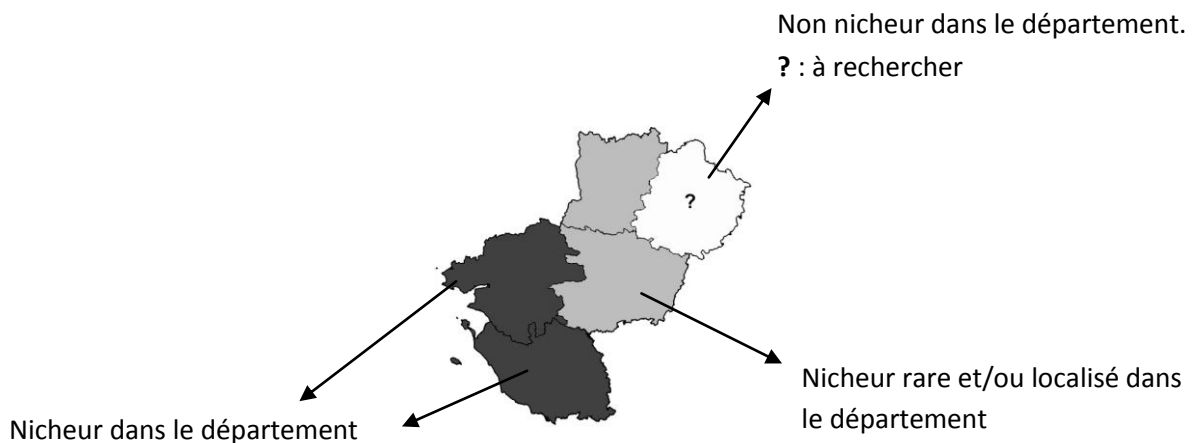 Non nicheur dans le département.
? : à rechercher
?
Nicheur rare et/ou localisé dans
le département
Nicheur dans le département